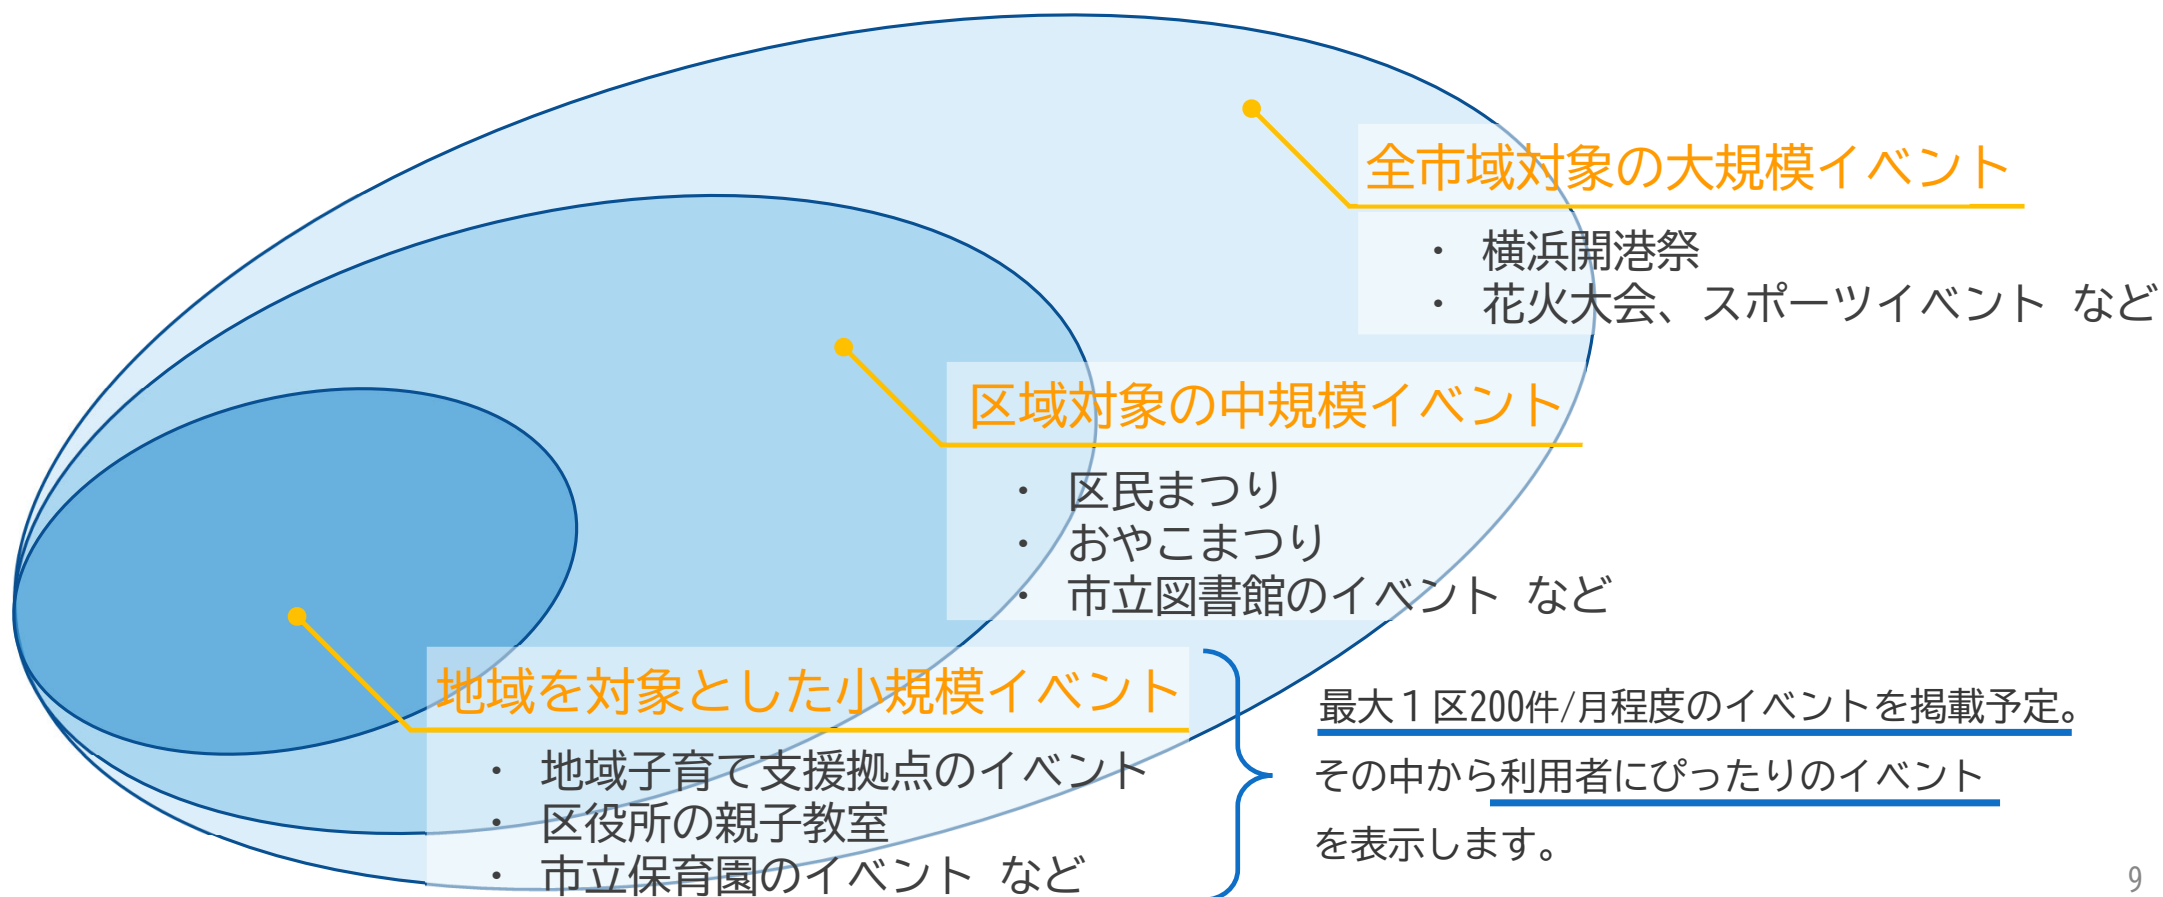 全市域対象の大規模イベント
・ 横浜開港祭
・ 花火大会、スポーツイベント など
区域対象の中規模イベント
・ 区民まつり
・ おやこまつり
・ 市立図書館のイベント など
地域を対象とした小規模イベント
・ 地域子育て支援拠点のイベント
・ 区役所の親子教室
・ 市立保育園のイベント など
最大１区200件/月程度のイベントを掲載予定。
その中から利用者にぴったりのイベント
を表示します。
9